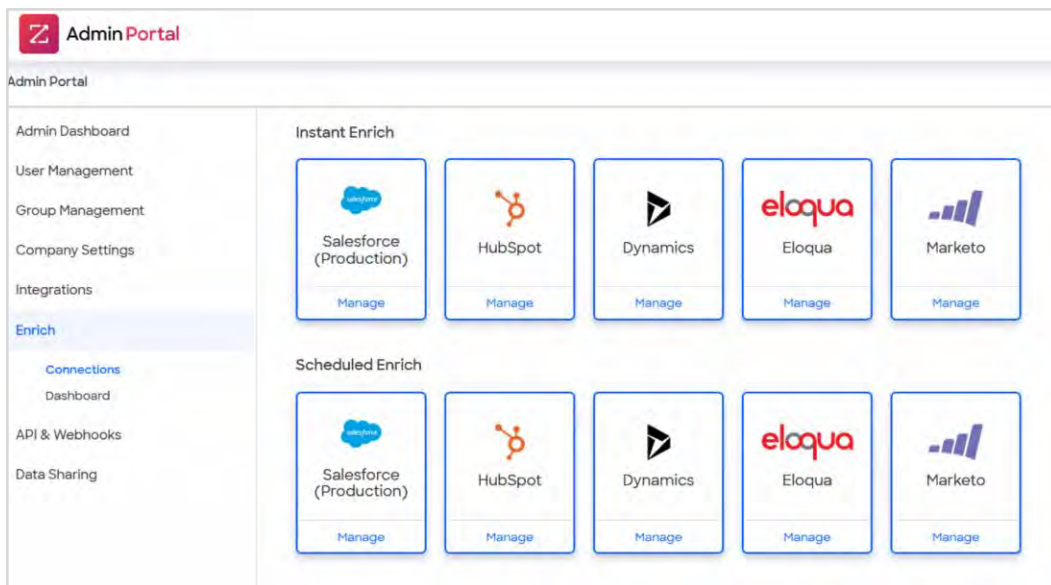 Admin Portal
Admin Portal
Admin Dashboard
User Management
Group Management
Company Settings
Integrations
Enrich
Connections
Dashboard
API & Webhooks
Data Sharing
Instant Enrich
salesforce
Salesforce
(Production)
Manage
HubSpot
Manage
Dynamics
Manage
eloqua
Eloqua
Manage
Marketo
Manage
Scheduled Enrich
salesforce
Salesforce
(Production)
Manage
HubSpot
Manage
Dynamics
Manage
eloqua
Eloqua
Manage
Marketo
Manage